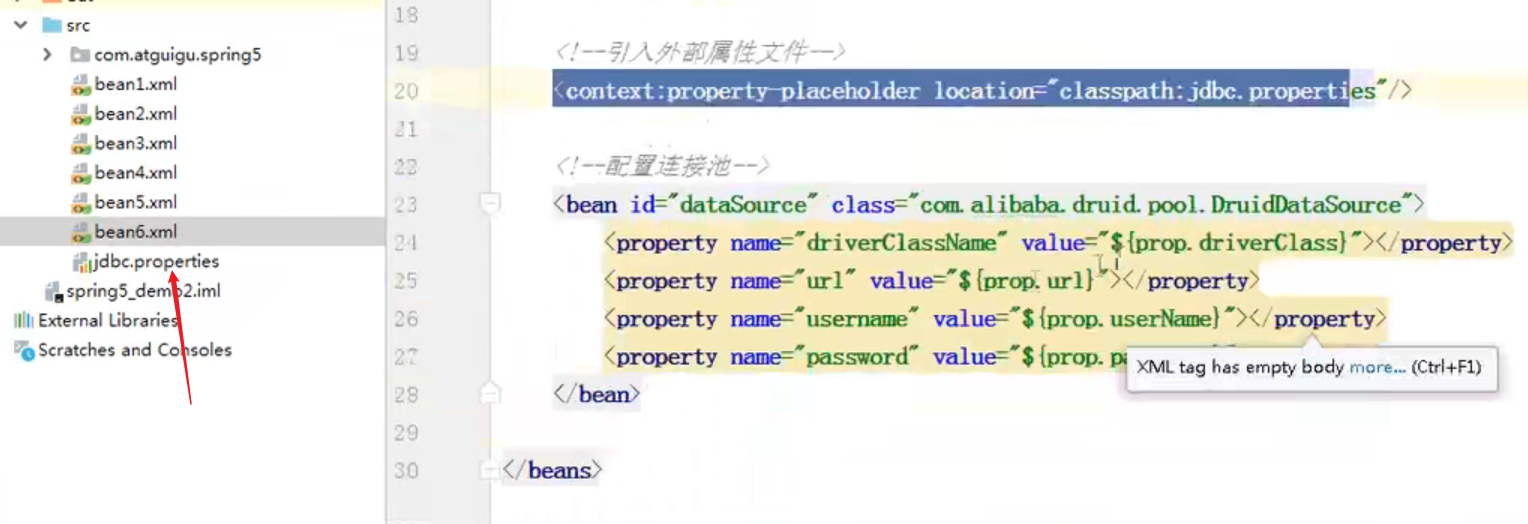 src
com.atguigu.spring5
bean1.xml
bean2.xml
bean3.xml
bean4.xml
bean5.xml
bean6.xml
jdbc.properties
spring5_demo2.iml
External Libraries
Scratches and Consoles
18
19 <!--引入外部属性文件-->
20 <context:property-placeholder location="classpath:jdbc.properties"/>
21
22 <!--配置连接池-->
23 <bean id="dataSource" class="com.alibaba.druid.pool.DruidDataSource">
24 <property name="driverClassName" value="${prop.driverClass}"></property>
25 <property name="url" value="${prop.url}"></property>
26 <property name="username" value="${prop.userName}"></property>
27 <property name="password" value="${prop.pa
XML tag has empty body more... (Ctrl+F1)
28 </bean>
29
30 </beans>